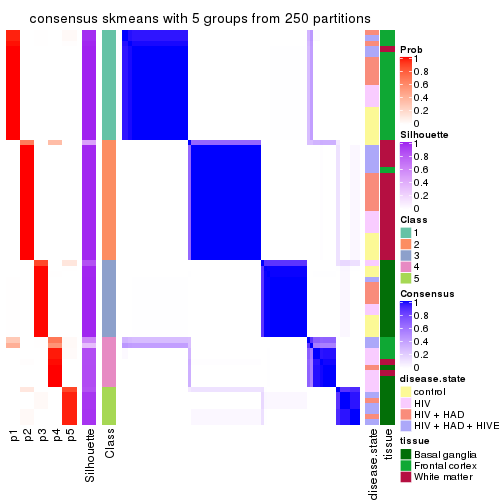 consensus skmeans with 5 groups from 250 partitions
Prob
1
0.8
0.6
0.4
0.2
0
Silhouette
1
0.8
0.6
0.4
0.2
0
Class
1
2
3
4
5
Consensus
1
0.8
0.6
0.4
0.2
0
disease.state
control
HIV
HIV + HAD
HIV + HAD + HIVE
tissue
Basal ganglia
Frontal cortex
White matter
p1
p2
p3
p4
p5
Silhouette
Class
disease.state
tissue